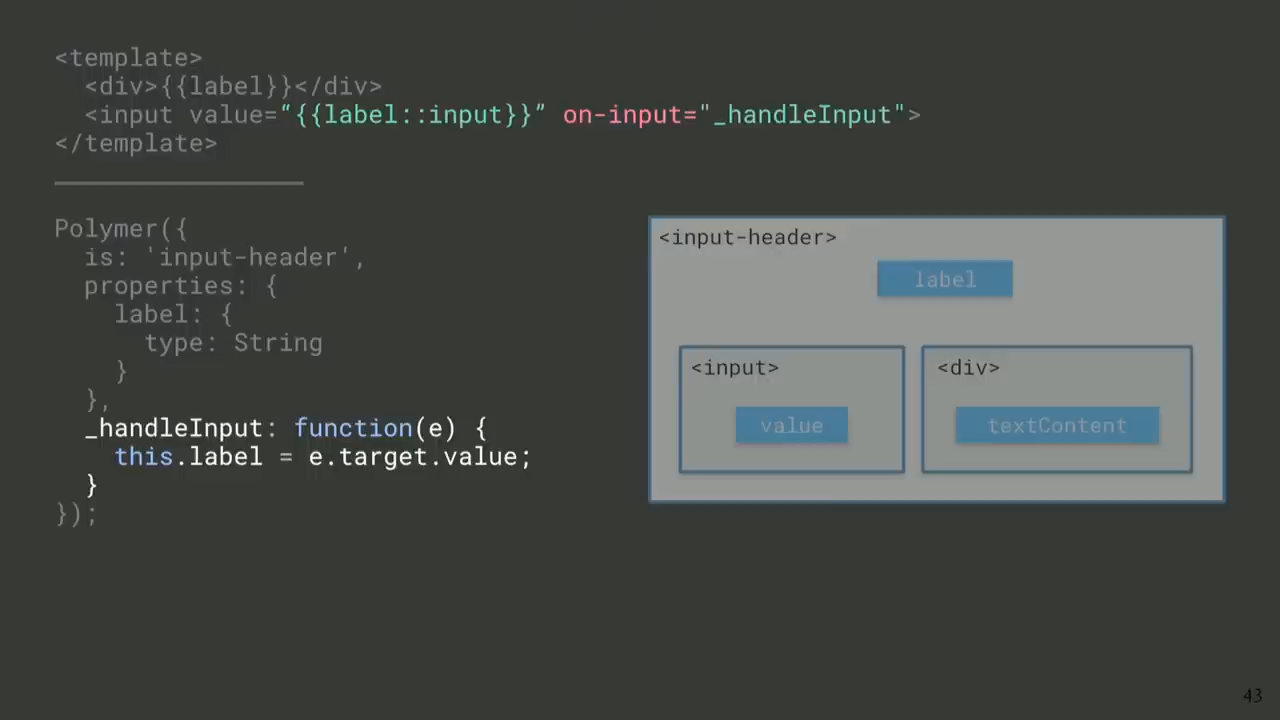 <template>
  <div>{{label}}</div>
  <input value=“{{label::input}}” on-input="_handleInput">
</template>
Polymer({
  is: 'input-header',
  properties: {
    label: {
      type: String
    }
  },
  _handleInput: function(e) {
    this.label = e.target.value;
  }
});
<input-header>
label
<input>
<div>
value
textContent
43